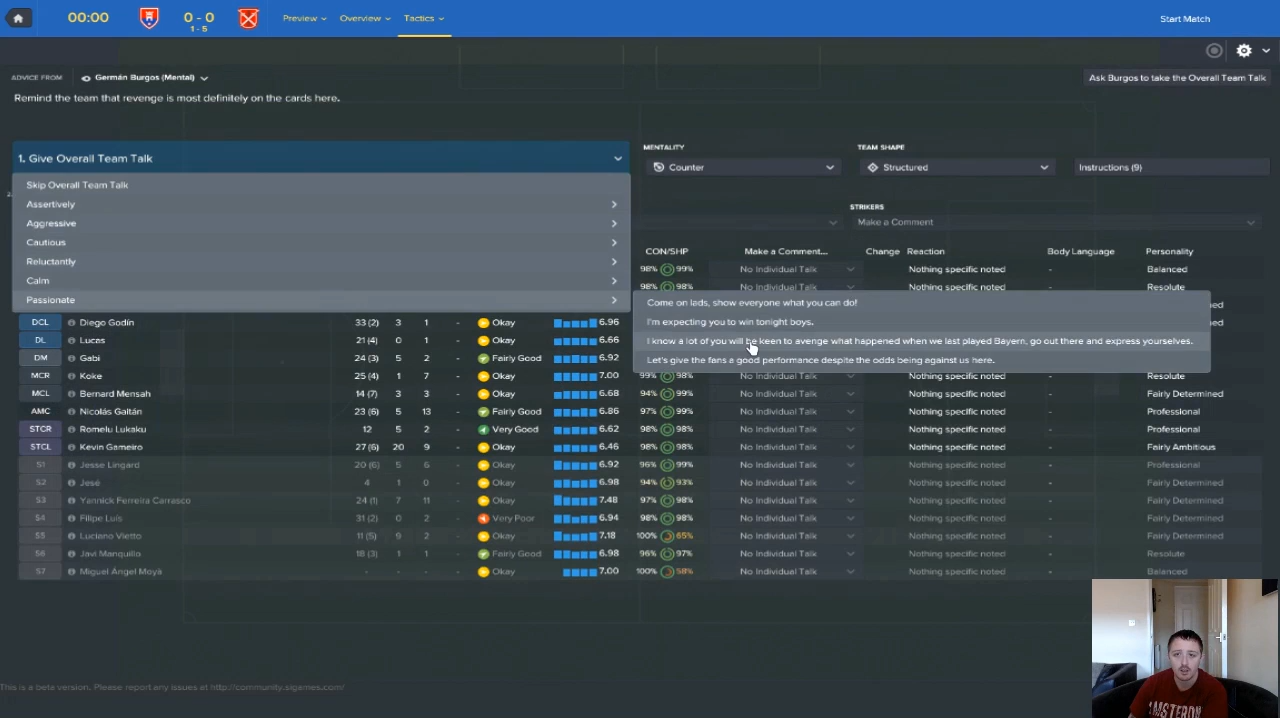 00:00 0 - 0 Preview Overview Tactics Start Match
1 - 5
ADVICE FROM Germán Burgos (Mental) Ask Burgos to take the Overall Team Talk
Remind the team that revenge is most definitely on the cards here.
1. Give Overall Team Talk
MENTALITY TEAM SHAPE
Counter Structured Instructions (9)
Skip Overall Team Talk
Assertively
Aggressive
Cautious
Reluctantly
Calm
Passionate
STRIKERS
Make a Comment
CON/SHP Make a Comment... Change Reaction Body Language Personality
98% 99% No Individual Talk Nothing specific noted - Balanced
98% 98% No Individual Talk Nothing specific noted - Resolute
Come on lads, show everyone what you can do!
I'm expecting you to win tonight boys.
I know a lot of you will be keen to avenge what happened when we last played Bayern, go out there and express yourselves.
Let's give the fans a good performance despite the odds being against us here.
DCL Diego Godín 33 (2) 3 1 - Okay 6.96
DL Lucas 21 (4) 0 1 - Okay 6.66
DM Gabi 24 (3) 5 2 - Fairly Good 6.92
MCR Koke 25 (4) 1 7 - Okay 7.00 99% 99% No Individual Talk Nothing specific noted - Resolute
MCL Bernard Mensah 14 (7) 3 3 - Okay 6.68 94% 99% No Individual Talk Nothing specific noted - Fairly Determined
AMC Nicolás Gaitán 23 (6) 5 13 - Fairly Good 6.86 97% 99% No Individual Talk Nothing specific noted - Professional
STCR Romelu Lukaku 12 5 2 - Very Good 6.62 98% 98% No Individual Talk Nothing specific noted - Professional
STCL Kevin Gameiro 27 (6) 20 9 - Okay 6.46 98% 98% No Individual Talk Nothing specific noted - Fairly Ambitious
S1 Jesse Lingard 20 (6) 5 6 - Okay 6.92 96% 99% No Individual Talk Nothing specific noted - Professional
S2 Jesé 4 1 0 - Okay 6.98 94% 93% No Individual Talk Nothing specific noted - Fairly Determined
S3 Yannick Ferreira Carrasco 24 (1) 7 11 - Okay 7.48 97% 98% No Individual Talk Nothing specific noted - Fairly Determined
S4 Filipe Luís 31 (2) 0 2 - Very Poor 6.94 98% 98% No Individual Talk Nothing specific noted - Fairly Determined
S5 Luciano Vietto 11 (5) 9 2 - Okay 7.18 100% 65% No Individual Talk Nothing specific noted - Fairly Determined
S6 Javi Manquillo 18 (3) 1 1 - Fairly Good 6.98 96% 97% No Individual Talk Nothing specific noted - Resolute
S7 Miguel Ángel Moyà - - - - Okay 7.00 100% 58% No Individual Talk Nothing specific noted - Balanced
This is a beta version. Please report any issues at http://community.sigames.com/